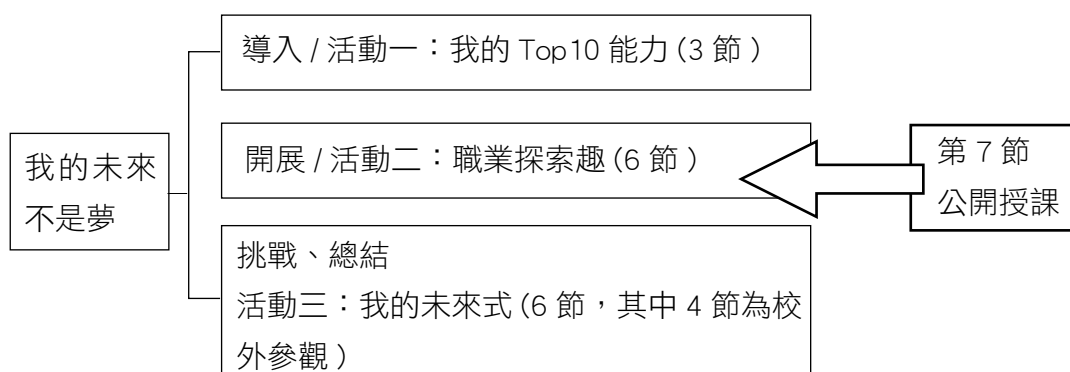 導入 / 活動一：我的 Top10 能力 (3 節 )
我的未來
不是夢
開展 / 活動二：職業探索趣 (6 節 )
第 7 節
公開授課
挑戰、總結
活動三：我的未來式 (6 節，其中 4 節為校
外參觀 )